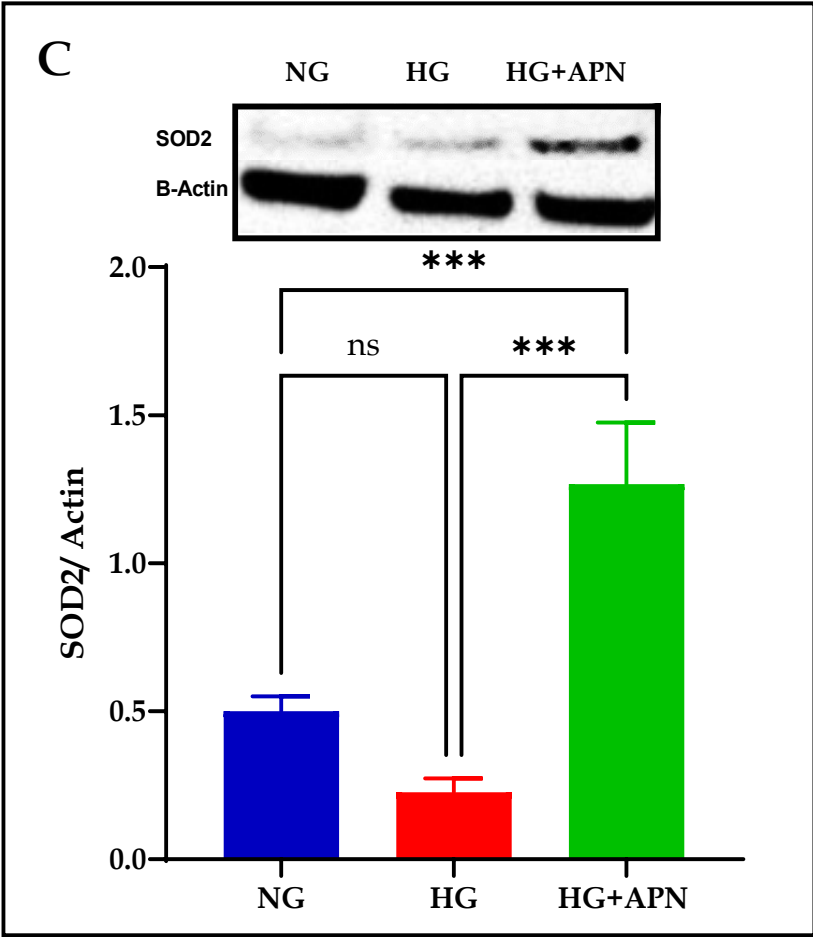 C
NG HG HG+APN
SOD2
B-Actin
***
ns ***
2.0
1.5
1.0
0.5
0.0
SOD2/ Actin
NG HG HG+APN